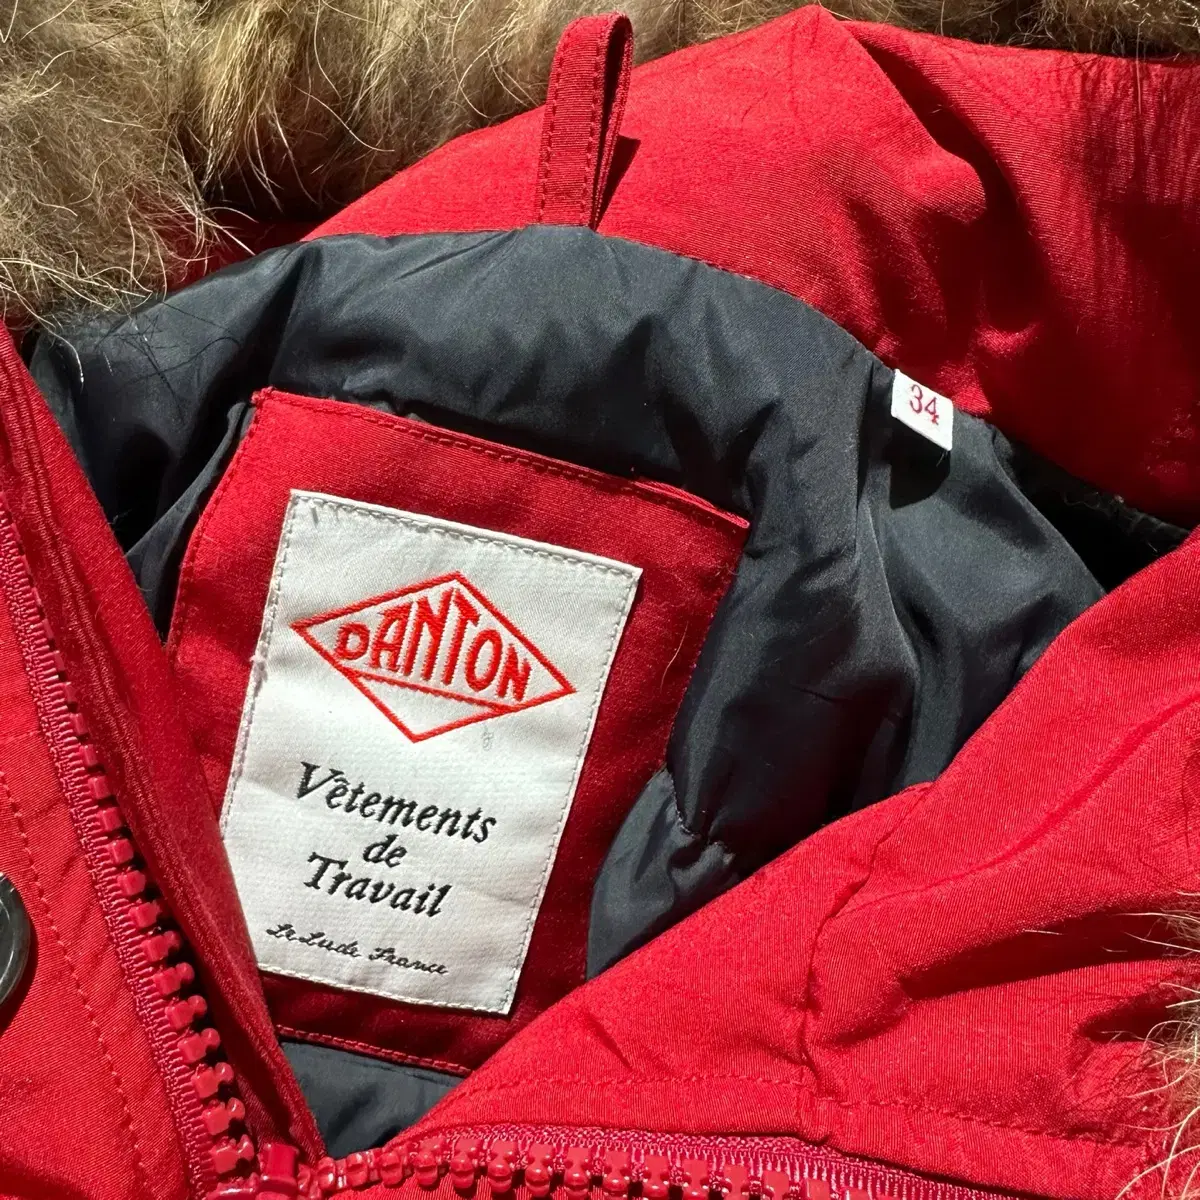 34
DANTON
Vêtements
de
Travail
Le Lude France